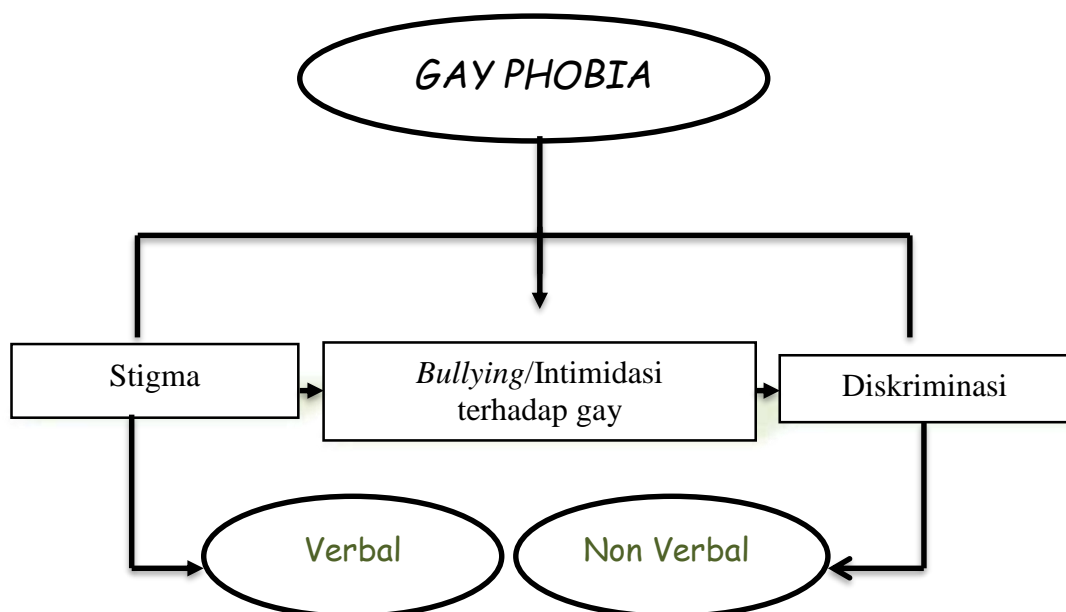 GAY PHOBIA
Stigma
Bullying/Intimidasi
terhadap gay
Diskriminasi
Verbal
Non Verbal